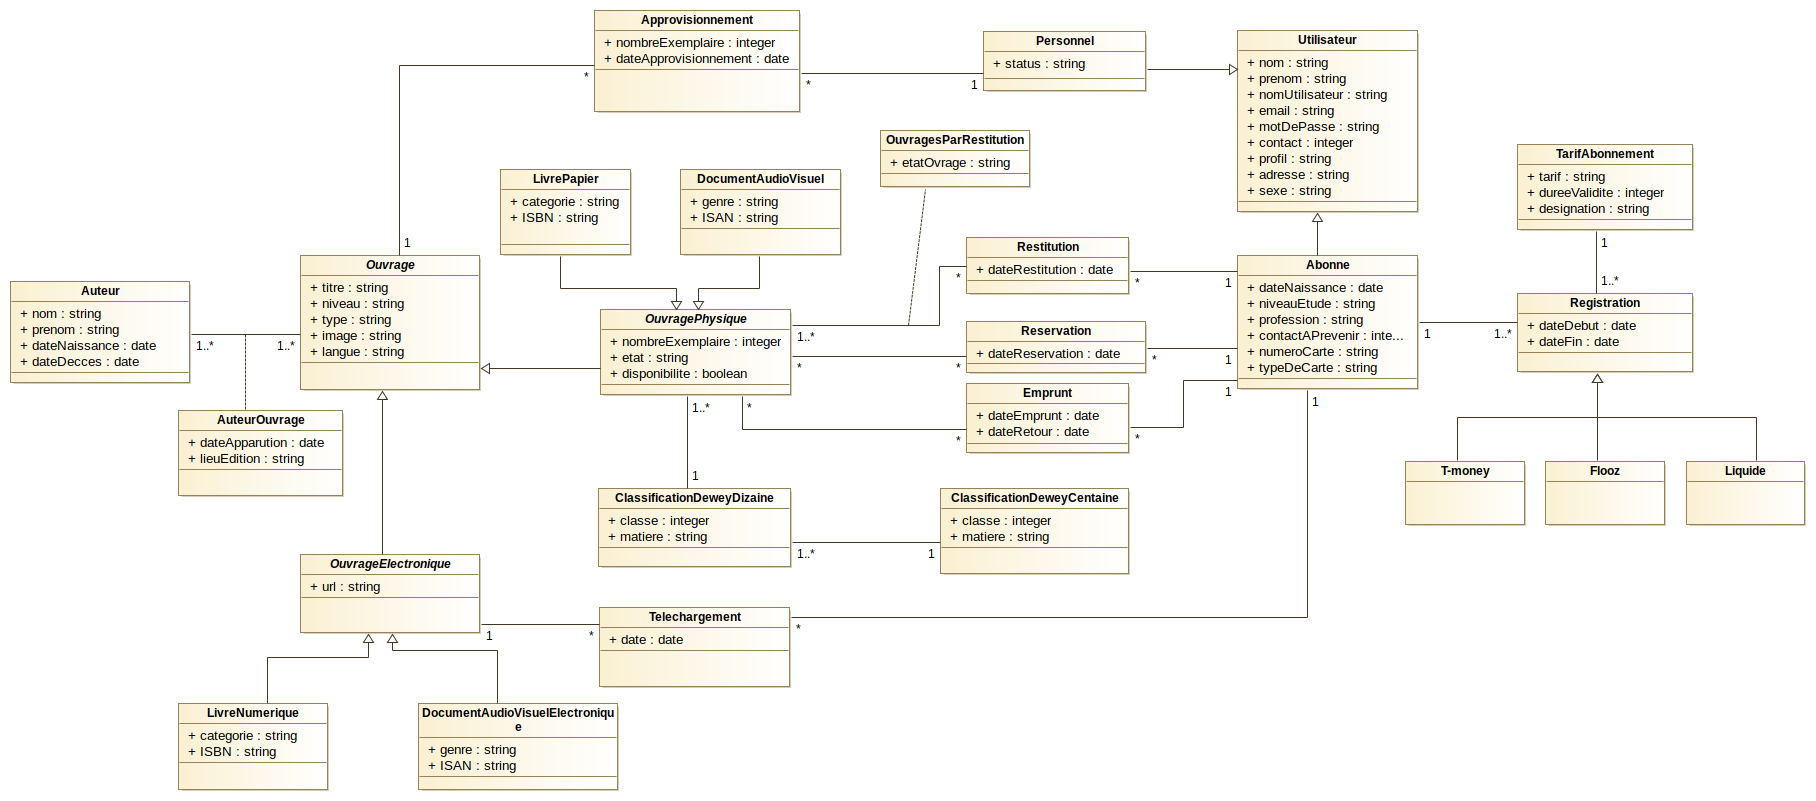 Approvisionnement
+ nombreExemplaire : integer
+ dateApprovisionnement : date
*
*
Personnel
+ status : string
1
Utilisateur
+ nom : string
+ prenom : string
+ nomUtilisateur : string
+ email : string
+ motDePasse : string
+ contact : integer
+ profil : string
+ adresse : string
+ sexe : string
OuvragesParRestitution
+ etatOvrage : string
TarifAbonnement
+ tarif : string
+ dureeValidite : integer
+ designation : string
1
1..*
LivrePapier
+ categorie : string
+ ISBN : string
DocumentAudioVisuel
+ genre : string
+ ISAN : string
1
Ouvrage
+ titre : string
+ niveau : string
+ type : string
+ image : string
+ langue : string
Auteur
+ nom : string
+ prenom : string
+ dateNaissance : date
+ dateDecces : date
1..*
1..*
AuteurOuvrage
+ dateApparution : date
+ lieuEdition : string
OuvragePhysique
+ nombreExemplaire : integer
+ etat : string
+ disponibilite : boolean
1..*
*
1..*
*
Restitution
+ dateRestitution : date
*
*
1
Reservation
+ dateReservation : date
*
*
1
Emprunt
+ dateEmprunt : date
+ dateRetour : date
*
*
1
Abonne
+ dateNaissance : date
+ niveauEtude : string
+ profession : string
+ contactAPrevenir : inte...
+ numeroCarte : string
+ typeDeCarte : string
1
1
1..*
Registration
+ dateDebut : date
+ dateFin : date
T-money
Flooz
Liquide
1
ClassificationDeweyDizaine
+ classe : integer
+ matiere : string
1..*
1
ClassificationDeweyCentaine
+ classe : integer
+ matiere : string
OuvrageElectronique
+ url : string
1
*
Telechargement
+ date : date
*
LivreNumerique
+ categorie : string
+ ISBN : string
DocumentAudioVisuelElectroniqu
e
+ genre : string
+ ISAN : string